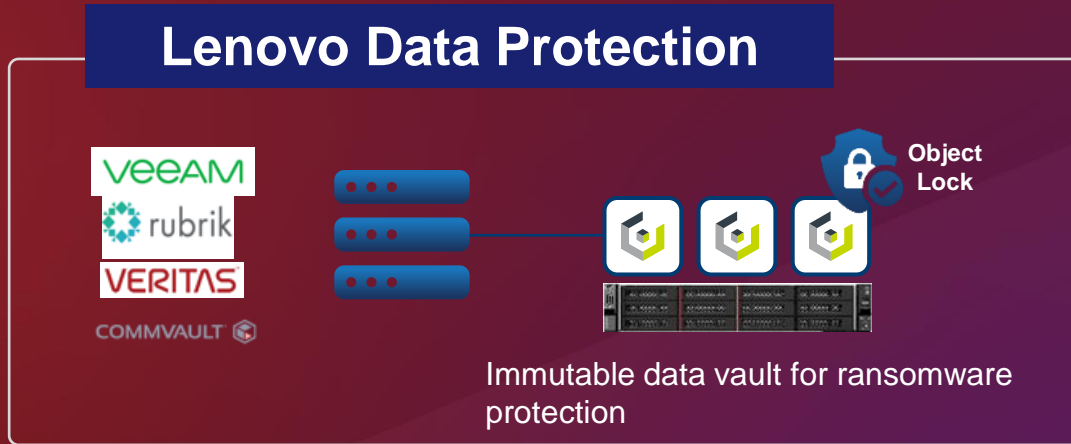 Lenovo Data Protection
veeAM
rubrik
VERITAS
COMMVAULT
Object
Lock
Immutable data vault for ransomware
protection